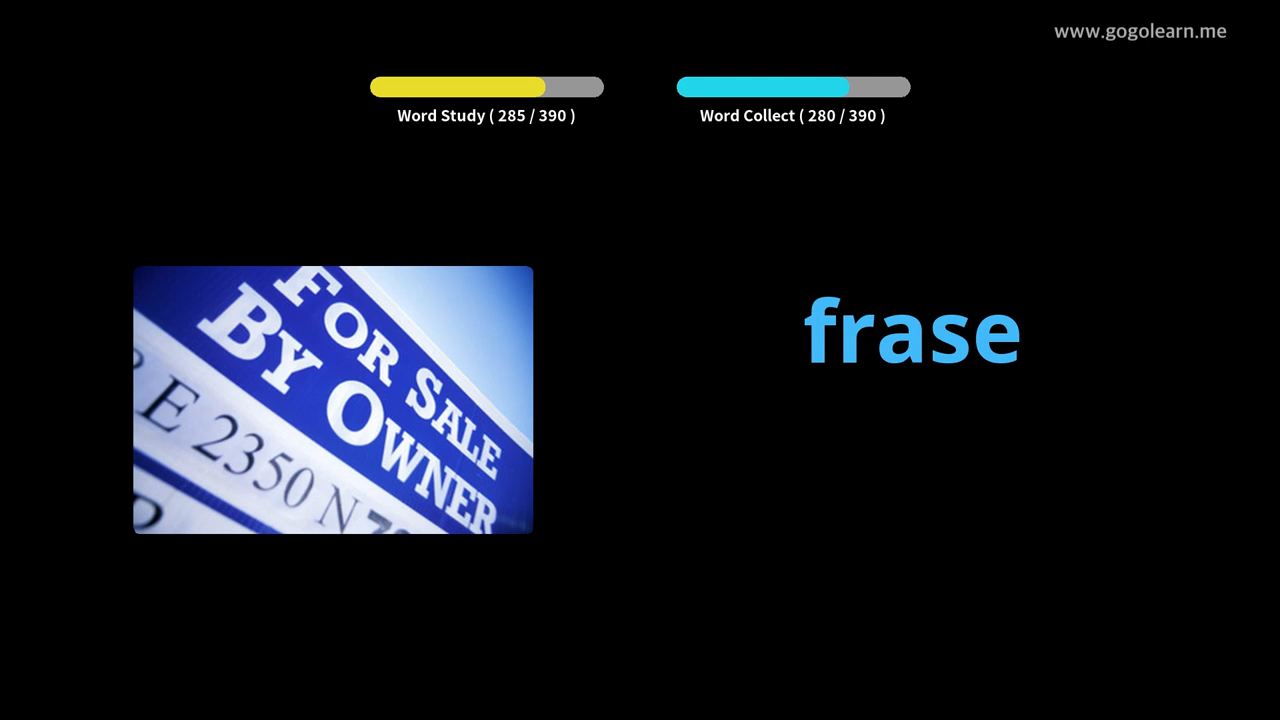 www.gogolearn.me
Word Study ( 285 / 390 )
Word Collect ( 280 / 390 )
FOR SALE
BY OWNER
E 2350 N
frase